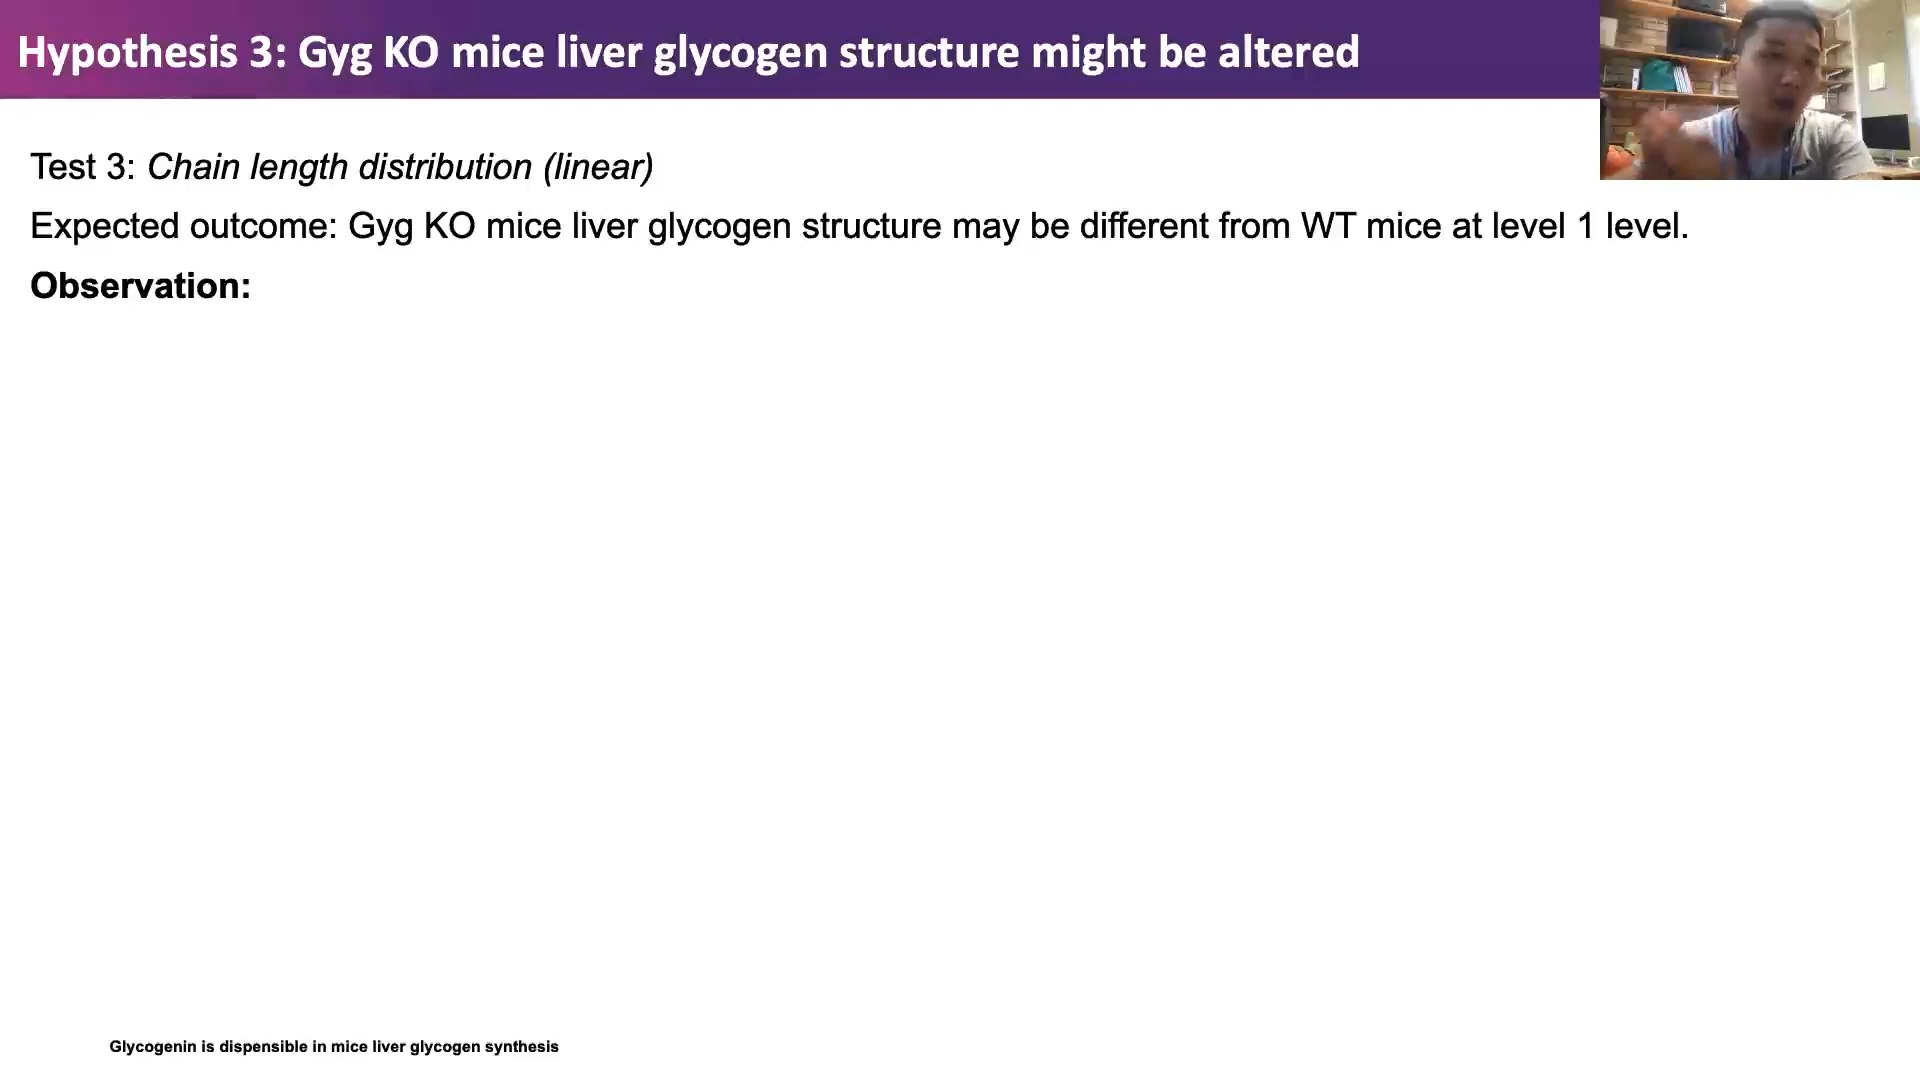 Hypothesis 3: Gyg KO mice liver glycogen structure might be altered
Test 3: Chain length distribution (linear)
Expected outcome: Gyg KO mice liver glycogen structure may be different from WT mice at level 1 level.
Observation:
Glycogenin is dispensible in mice liver glycogen synthesis